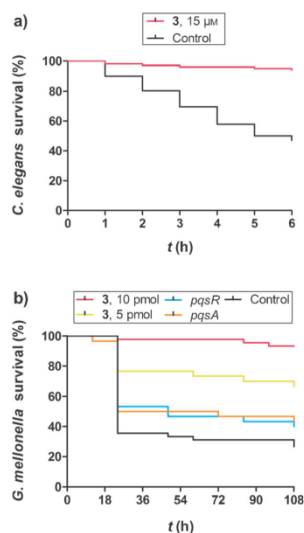 a)
3, 15 μM
Control
C. elegans survival (%)
100
80
60
40
20
0
0 1 2 3 4 5 6
t (h)
b)
3, 10 pmol pqsR Control
3, 5 pmol pqsA
G. mellonella survival (%)
100
80
60
40
20
0
0 18 36 54 72 90 108
t (h)